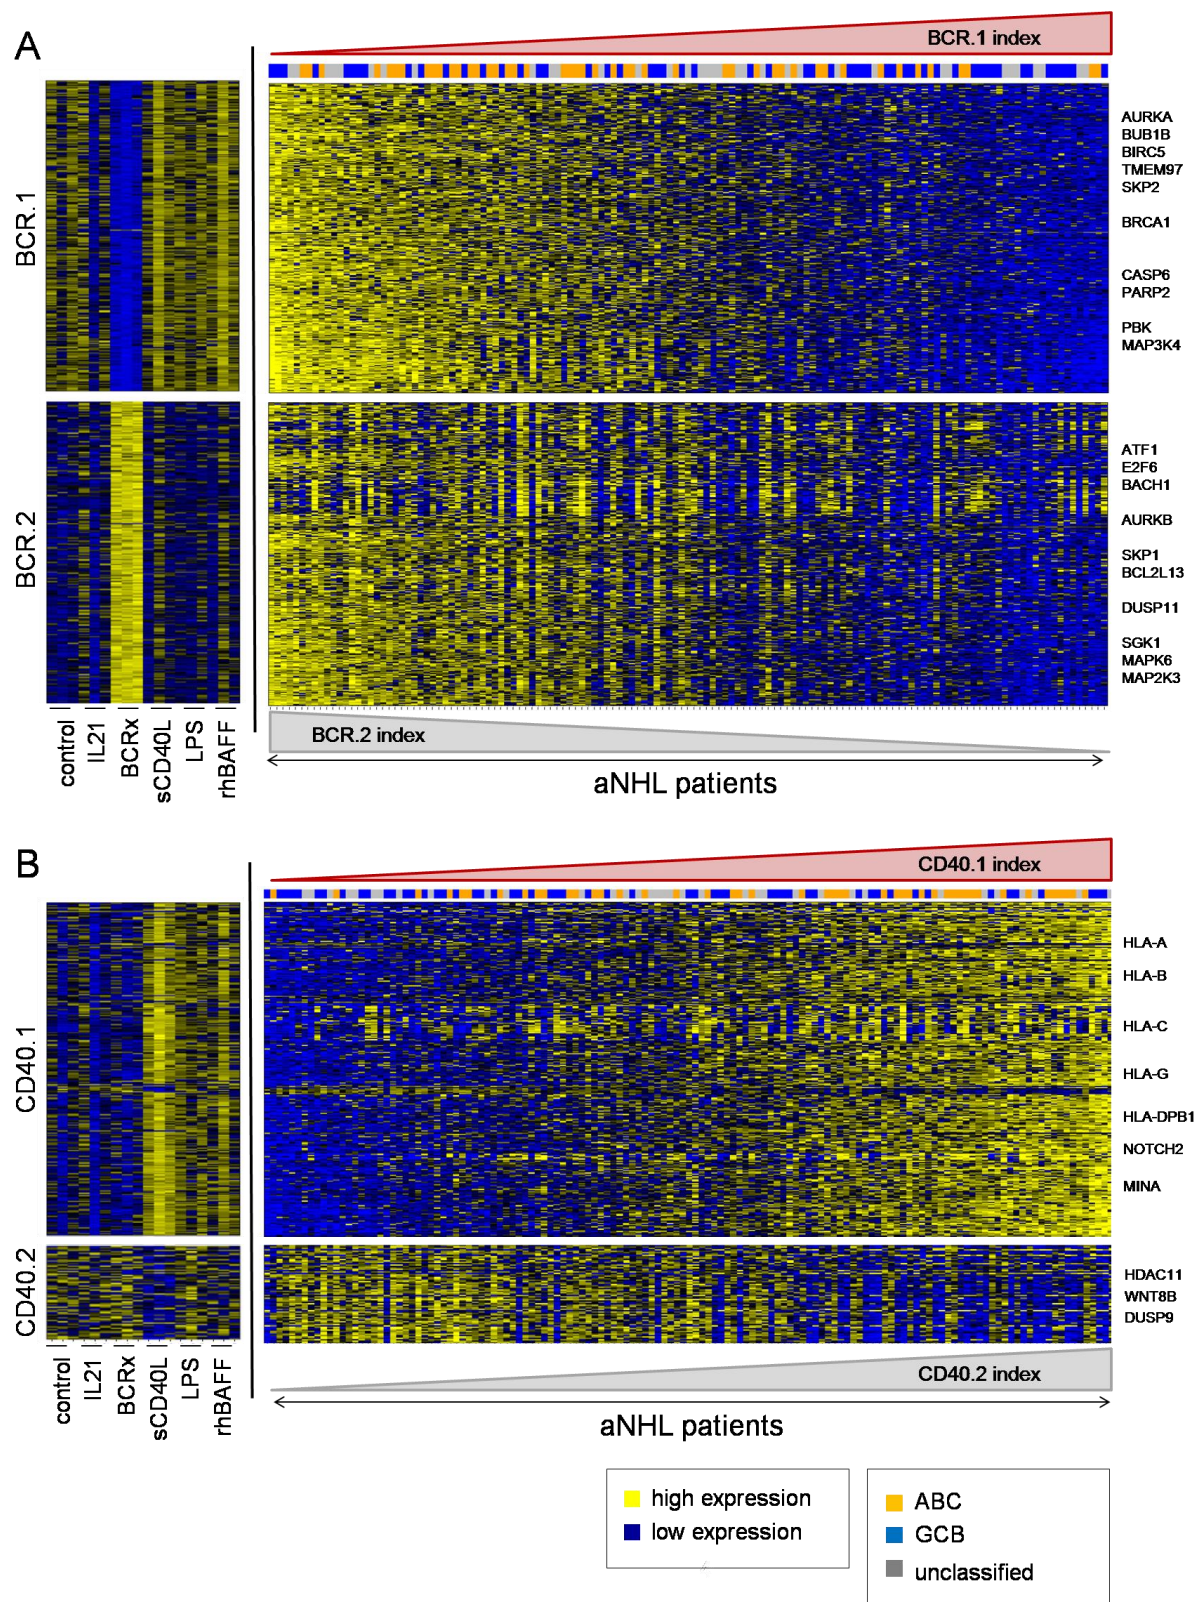 A
BCR.1 index
BCR.1
AURKA
BUB1B
BIRC5
TMEM97
SKP2
BRCA1
CASP6
PARP2
PBK
MAP3K4
BCR.2
ATF1
E2F6
BACH1
AURKB
SKP1
BCL2L13
DUSP11
SGK1
MAPK6
MAP2K3
control
IL21
BCRx
sCD40L
LPS
rhBAFF
BCR.2 index
aNHL patients
B
CD40.1 index
CD40.1
HLA-A
HLA-B
HLA-C
HLA-G
HLA-DPB1
NOTCH2
MINA
CD40.2
HDAC11
WNT8B
DUSP9
control
IL21
BCRx
sCD40L
LPS
rhBAFF
CD40.2 index
aNHL patients
high expression
low expression
ABC
GCB
unclassified